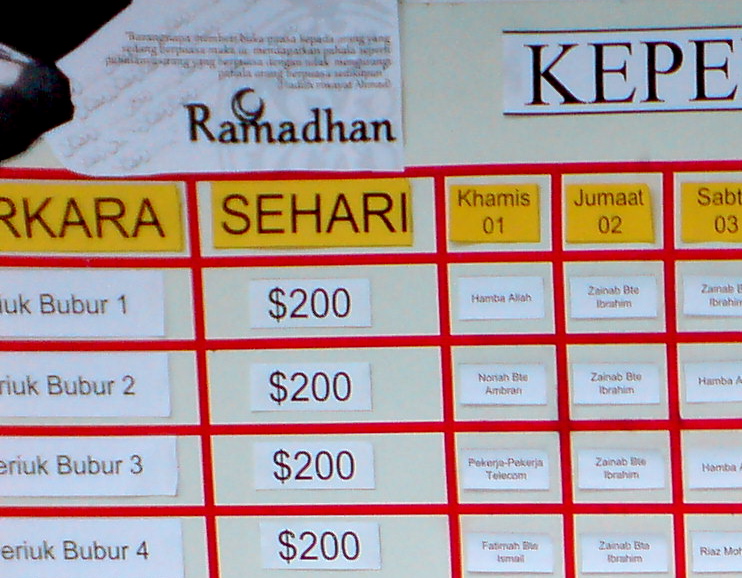 "Barangsiapa memberi buka puasa kepada orang yang
sedang berpuasa maka ia mendapatkan pahala seperti
pahala orang yang berpuasa dengan tidak mengurangi
pahala orang berpuasa sedikitpun"
(Hadith riwayat Ahmad)
Ramadhan
KEPE
RKARA SEHARI Khamis 01 Jumaat 02 Sabt 03
iuk Bubur 1 $200 Hamba Allah Zainab Bte Ibrahim Zainab B Ibrahim
riuk Bubur 2 $200 Noriah Bte Ambran Zainab Bte Ibrahim Hamba A
eriuk Bubur 3 $200 Pekerja-Pekerja Telecom Zainab Bte Ibrahim Hamba A
eriuk Bubur 4 $200 Fatimah Bte Ismail Zainab Bte Ibrahim Riaz Moh